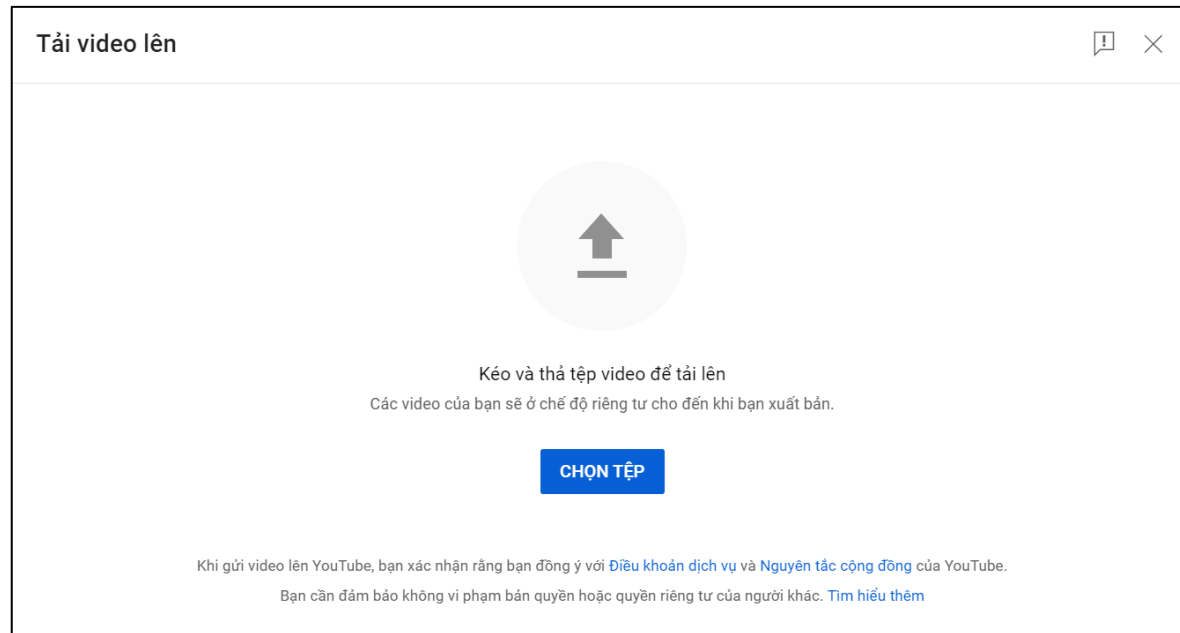 Tải video lên
Kéo và thả tệp video để tải lên
Các video của bạn sẽ ở chế độ riêng tư cho đến khi bạn xuất bản.
CHỌN TỆP
Khi gửi video lên YouTube, bạn xác nhận rằng bạn đồng ý với Điều khoản dịch vụ và Nguyên tắc cộng đồng của YouTube.
Bạn cần đảm bảo không vi phạm bản quyền hoặc quyền riêng tư của người khác. Tìm hiểu thêm